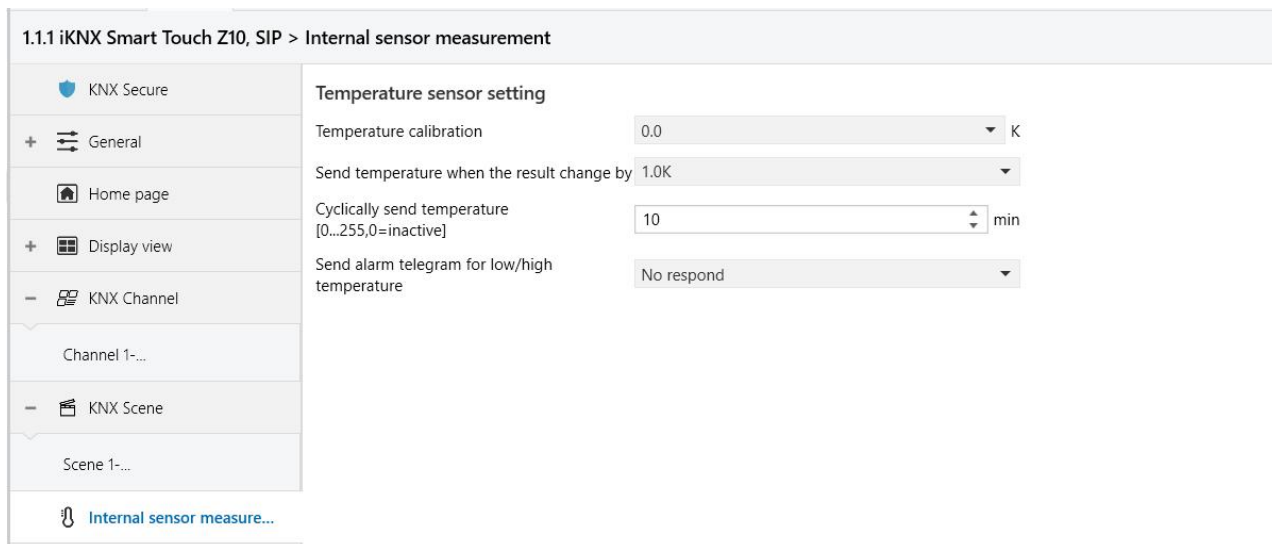 1.1.1 iKNX Smart Touch Z10, SIP > Internal sensor measurement
KNX Secure
+ General
Home page
+ Display view
– KNX Channel
Channel 1-...
– KNX Scene
Scene 1-...
Internal sensor measure...
Temperature sensor setting
Temperature calibration 0.0 K
Send temperature when the result change by 1.0K
Cyclically send temperature
[0...255,0=inactive]
10 min
Send alarm telegram for low/high
temperature
No respond